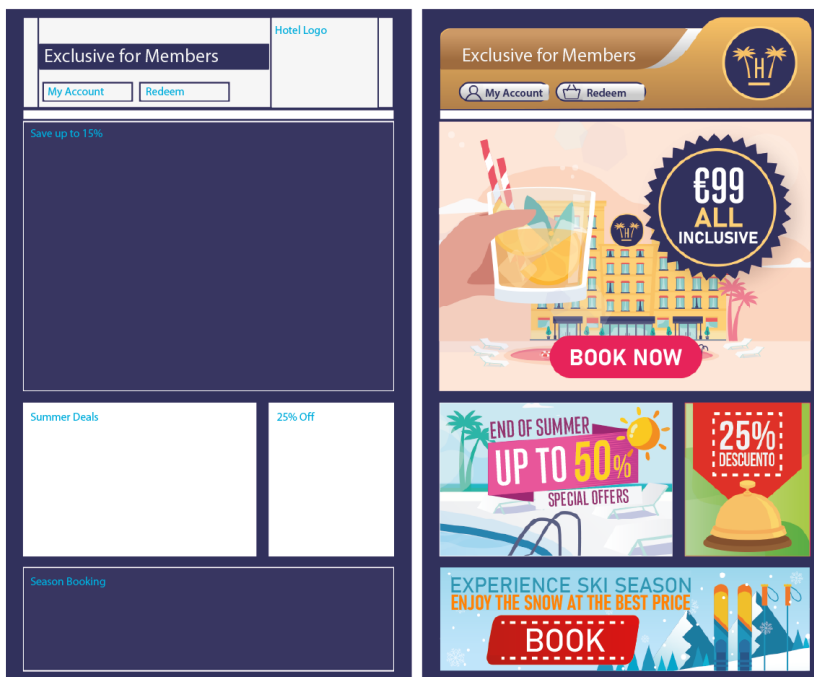 Hotel Logo
Exclusive for Members
My Account
Redeem
Save up to 15%
Summer Deals
25% Off
Season Booking
Exclusive for Members
H
My Account
Redeem
€99
ALL
INCLUSIVE
H
BOOK NOW
END OF SUMMER
UP TO 50%
SPECIAL OFFERS
25%
DESCUENTO
EXPERIENCE SKI SEASON
ENJOY THE SNOW AT THE BEST PRICE
BOOK